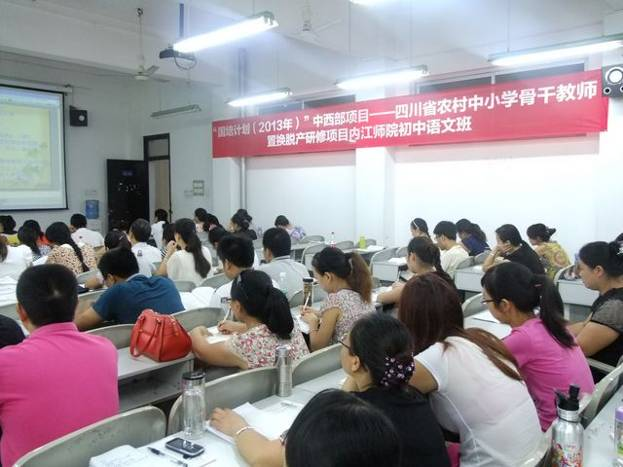 “国培计划（2013年）”中西部项目——四川省农村中小学骨干教师
置换脱产研修项目内江师院初中语文班